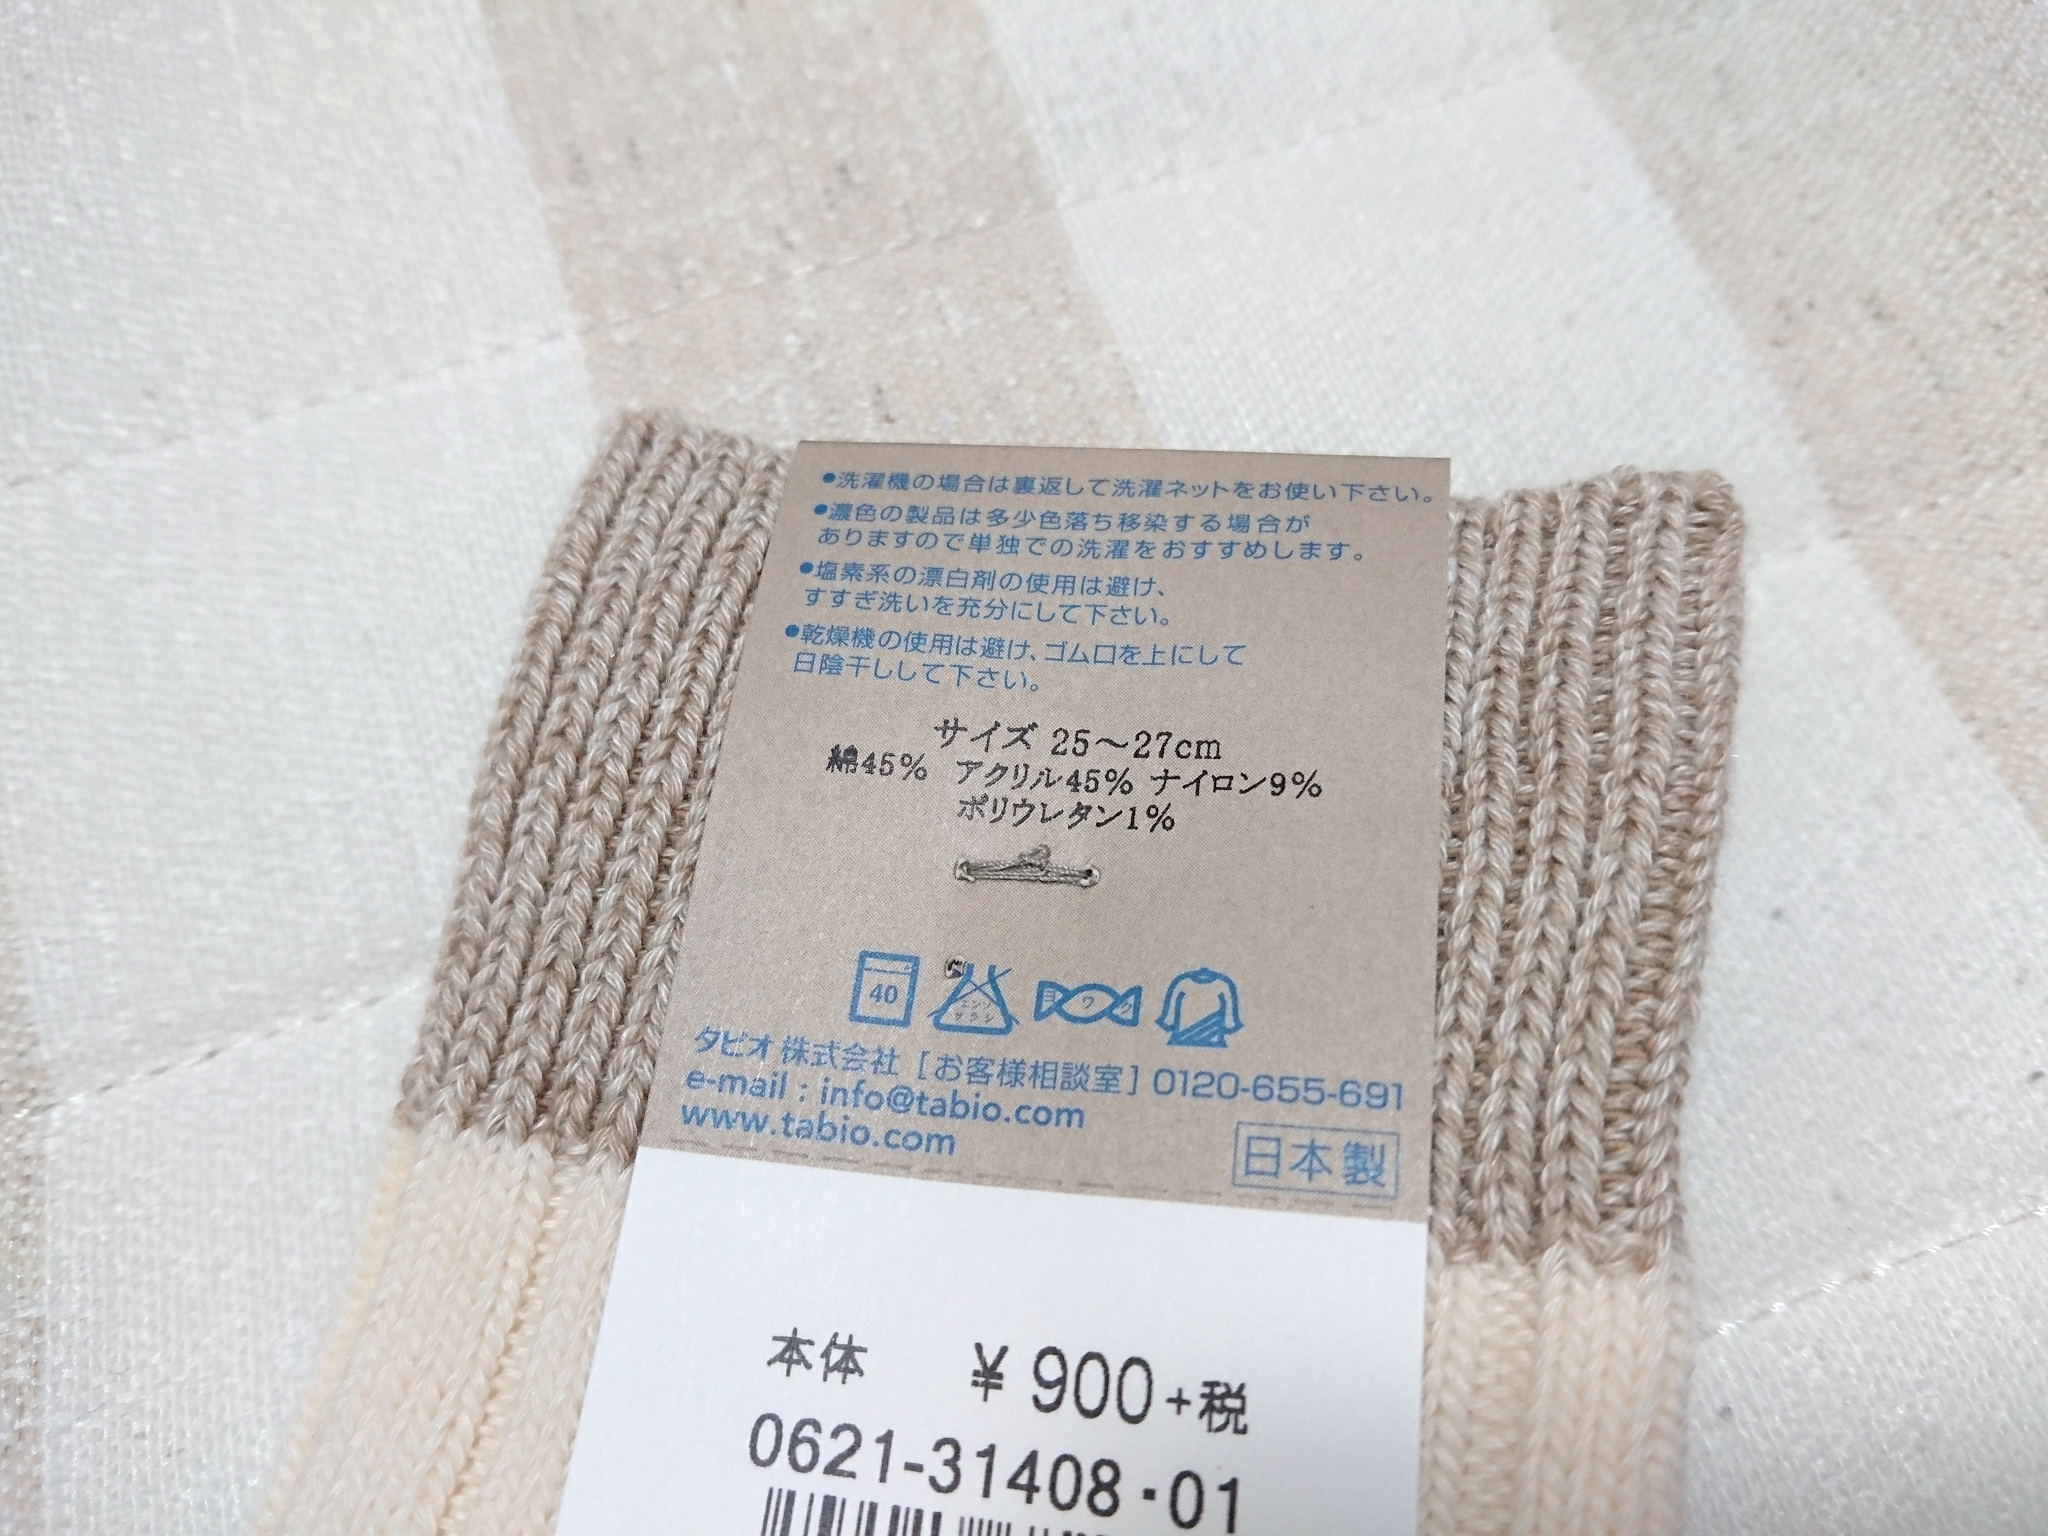 ●洗濯機の場合は裏返して洗濯ネットをお使い下さい。
●濃色の製品は多少色落ち移染する場合が
ありますので単独での洗濯をおすすめします。
●塩素系の漂白剤の使用は避け、
すすぎ洗いを充分にして下さい。
●乾燥機の使用は避け、ゴム口を上にして
日陰干しして下さい。
サイズ 25～27cm
綿45% アクリル45% ナイロン9%
ポリウレタン1%
40 エンソ ヨワク
サラシ
タビオ株式会社 [お客様相談室] 0120-655-691
e-mail : info@tabio.com
www.tabio.com
日本製
本体 ¥900+税
0621-31408・01